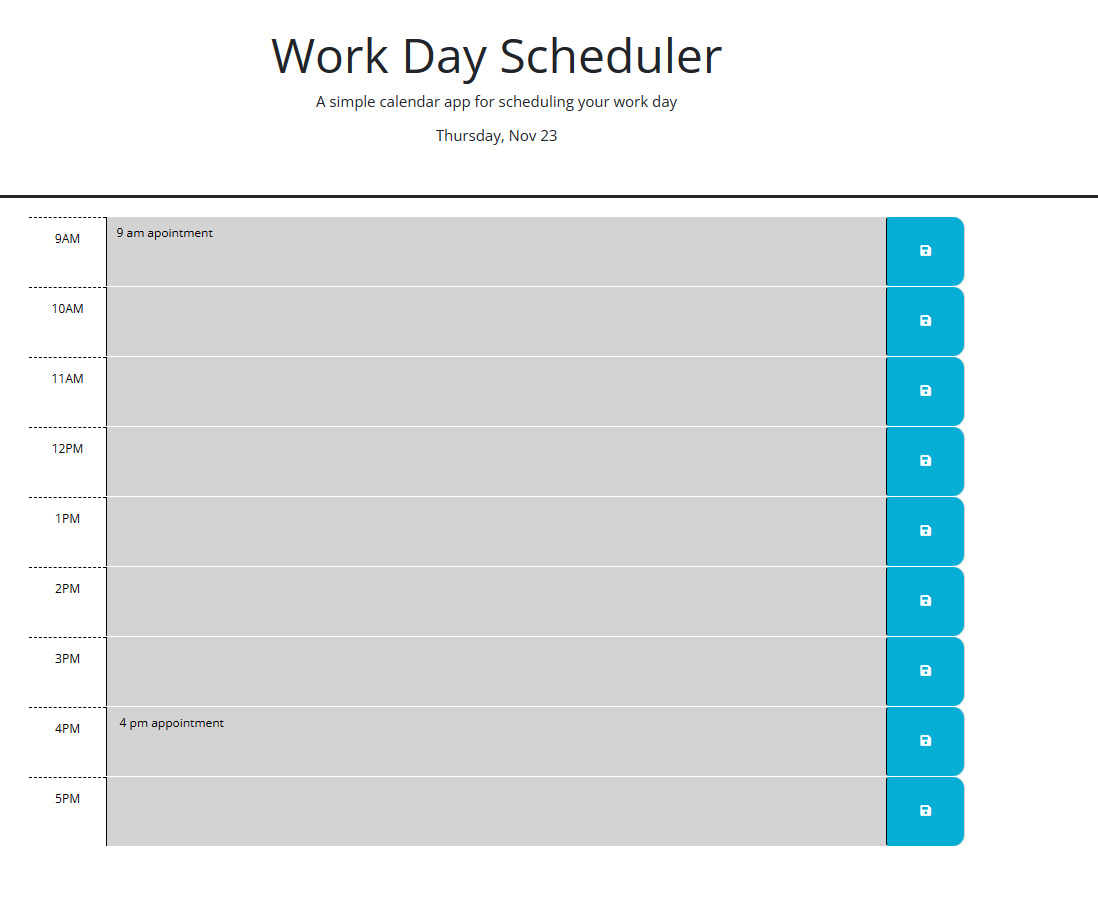 Work Day Scheduler
A simple calendar app for scheduling your work day
Thursday, Nov 23
9AM 9 am apointment
10AM
11AM
12PM
1PM
2PM
3PM
4PM 4 pm appointment
5PM